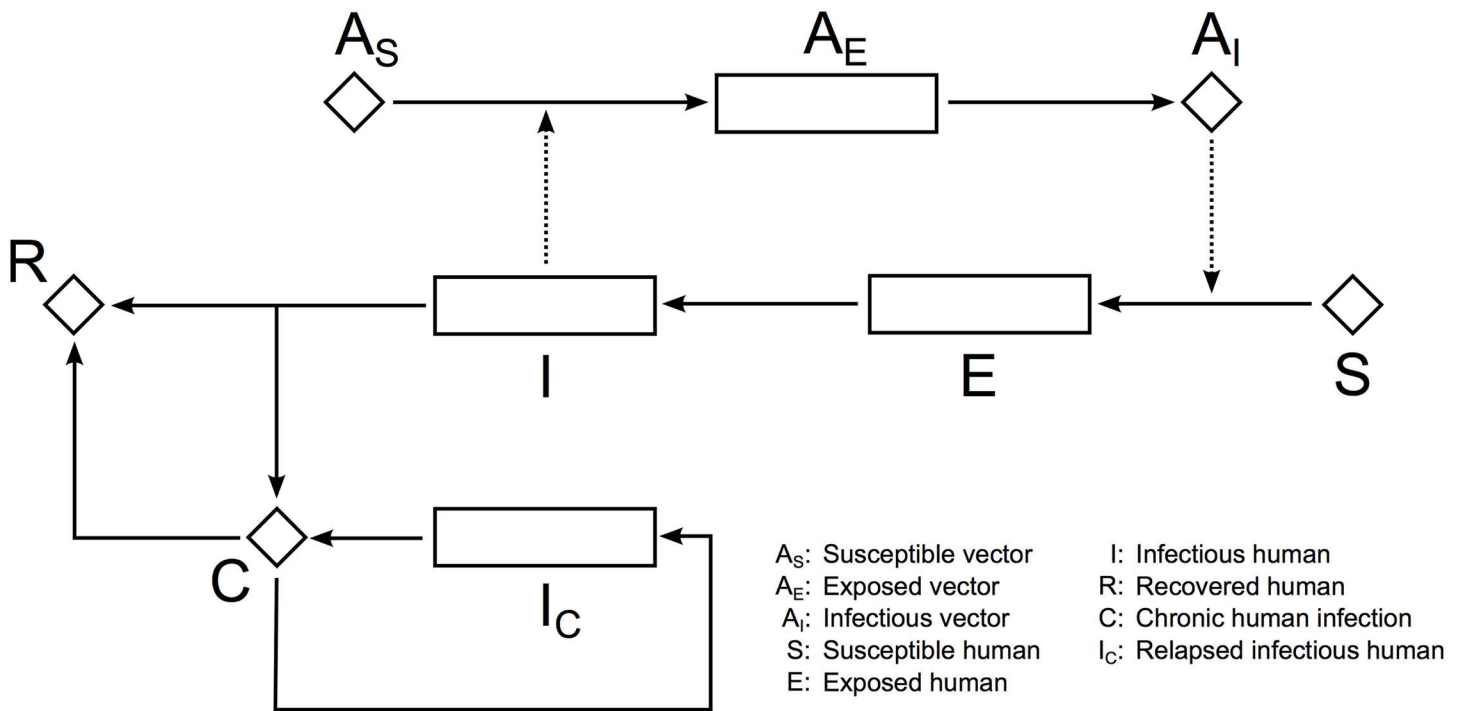 A_S
A_E
A_I
R
I
E
S
C
I_C
A_S: Susceptible vector
A_E: Exposed vector
A_I: Infectious vector
S: Susceptible human
E: Exposed human
I: Infectious human
R: Recovered human
C: Chronic human infection
I_C: Relapsed infectious human